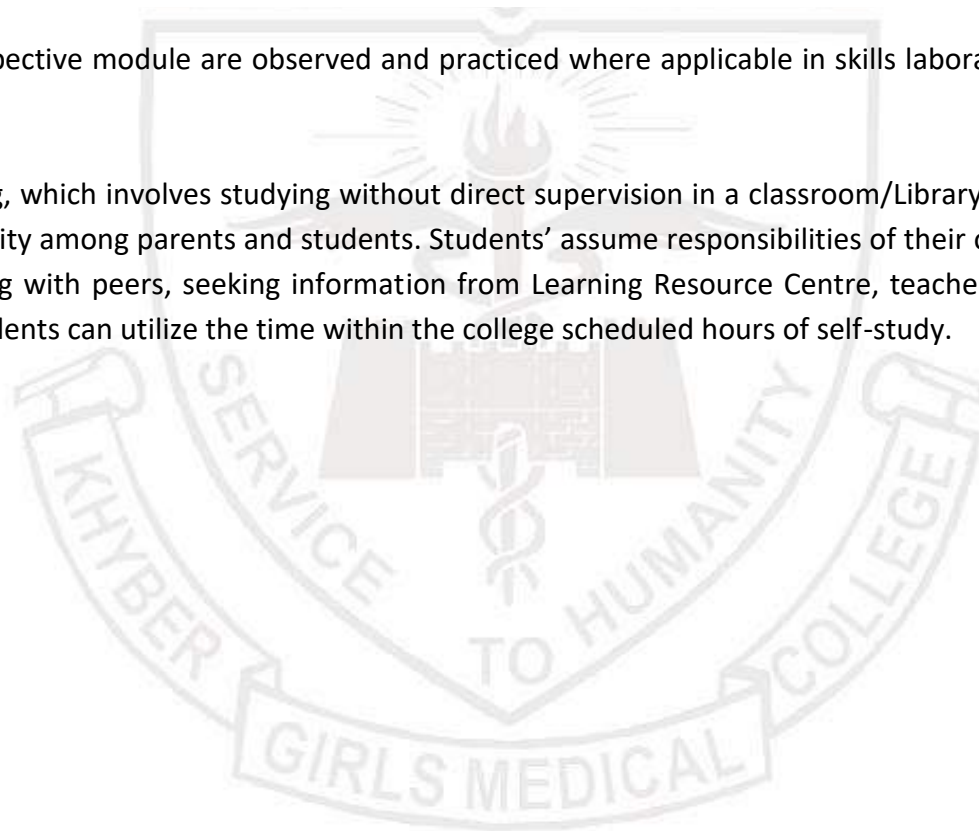 pective module are observed and practiced where applicable in skills labora
g, which involves studying without direct supervision in a classroom/Library
ity among parents and students. Students’ assume responsibilities of their
g with peers, seeking information from Learning Resource Centre, teache
dents can utilize the time within the college scheduled hours of self-study.
SERVICE TO HUMANITY
KHYBER GIRLS MEDICAL COLLEGE